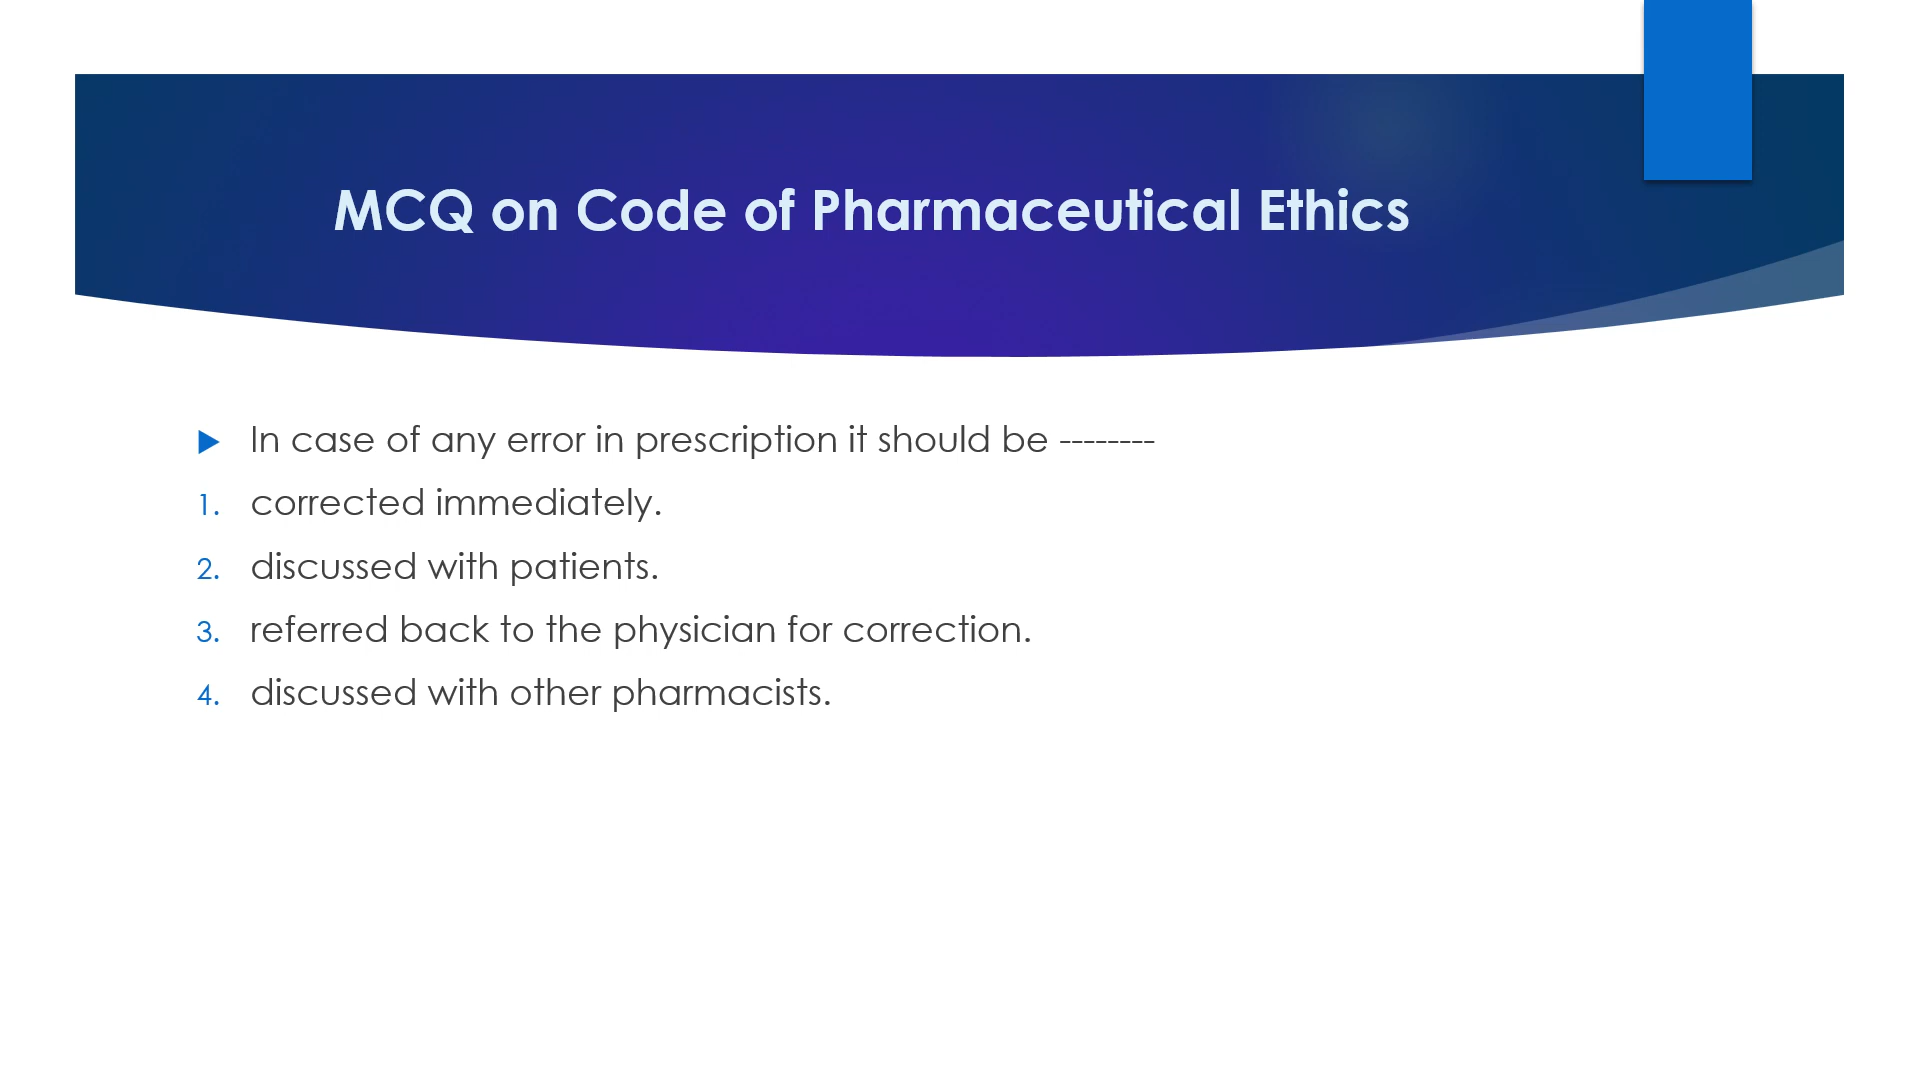 MCQ on Code of Pharmaceutical Ethics
In case of any error in prescription it should be --------
1. corrected immediately.
2. discussed with patients.
3. referred back to the physician for correction.
4. discussed with other pharmacists.